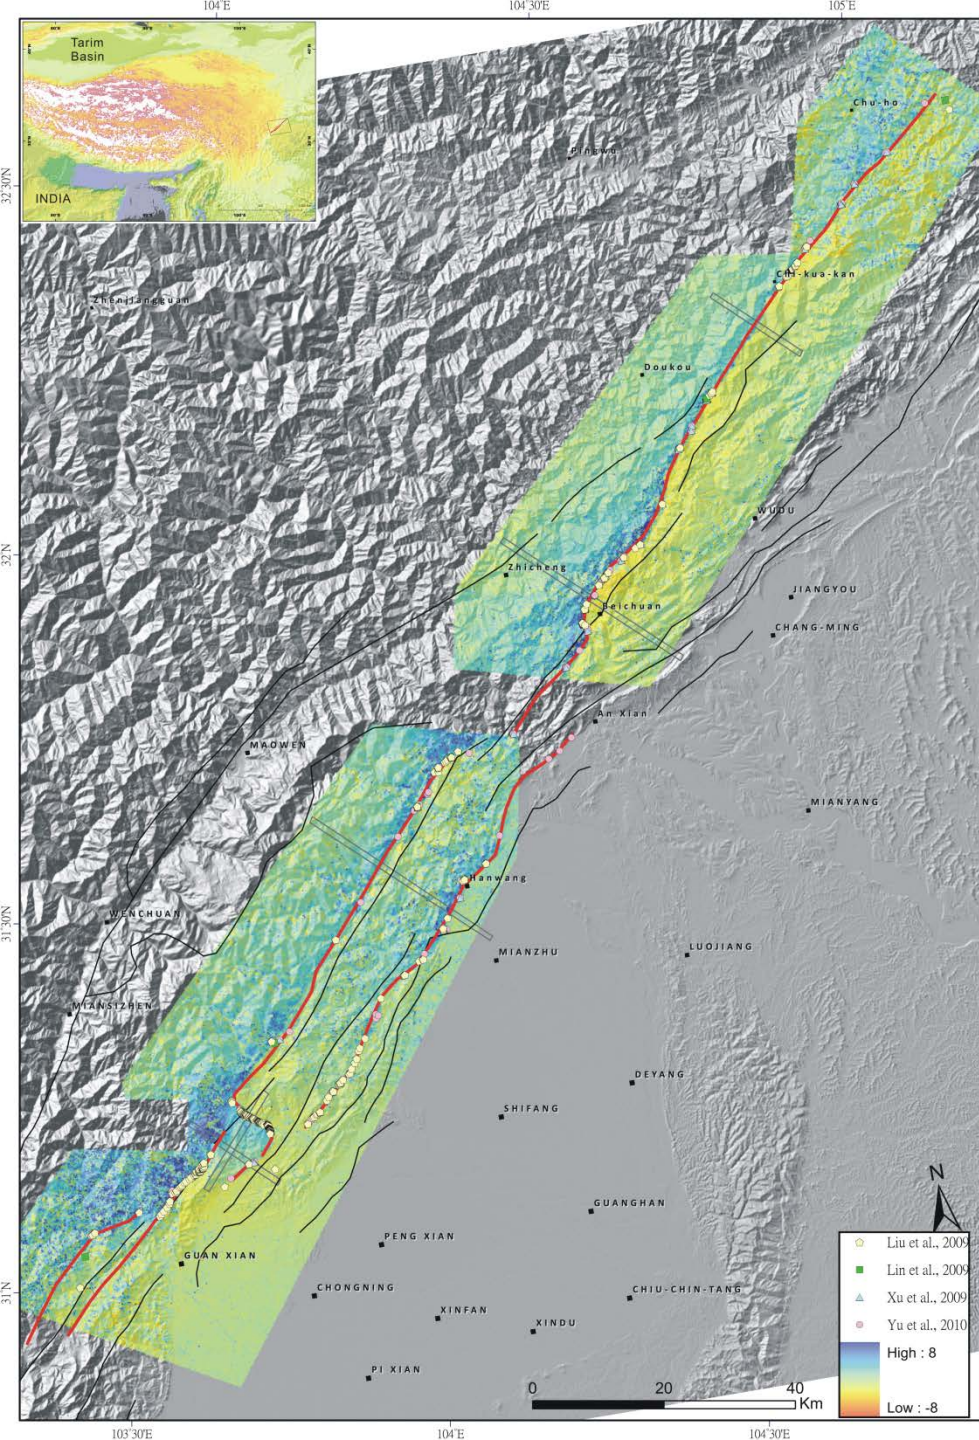 104°E
104°30'E
105°E
Tarim
Basin
INDIA
Chu-ho
Pingwu
32°30'N
Chi-kua-kan
Zhenjiangguan
Doukou
WUDU
32°N
Zhicheng
JIANGYOU
Beichuan
CHANG-MING
An Xian
MAOWEN
MIANYANG
Hanwang
WENCHUAN
31°30'N
MIANZHU
LUOJIANG
MIANSIZHEN
DEYANG
SHIFANG
N
GUANGHAN
PENG XIAN
GUAN XIAN
31°N
CHONGNING
CHIU-CHIN-TANG
XINFAN
XINDU
PI XIAN
Liu et al., 2009
Lin et al., 2009
Xu et al., 2009
Yu et al., 2010
High : 8
Low : -8
0 20 40
Km
103°30'E
104°E
104°30'E